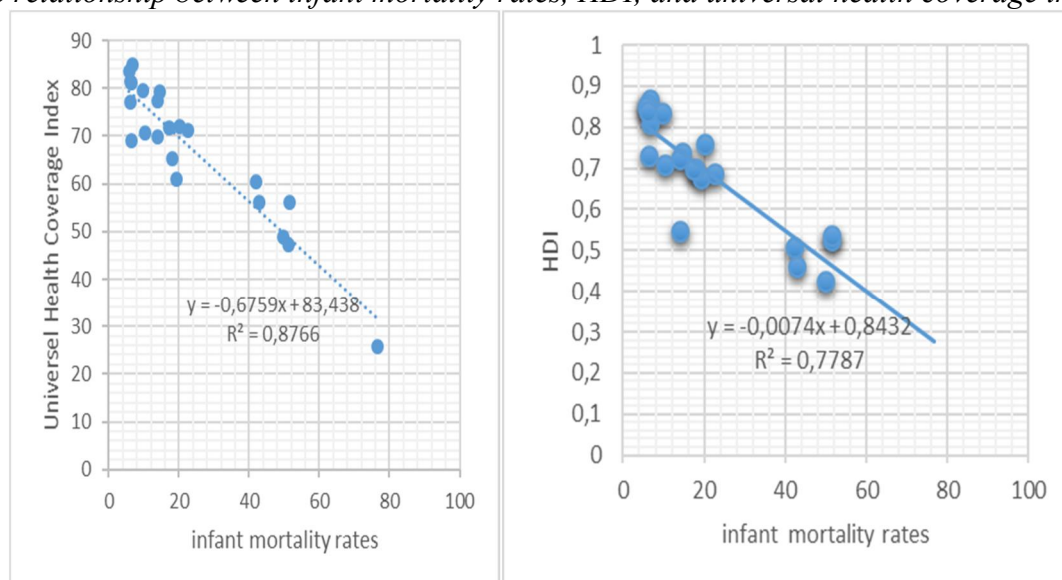 relationship between infant mortality rates, HDI, and universal health coverage i
90
80
70
60
50
40
30
20
10
0
Universel Health Coverage Index
y = -0,6759x + 83,438
R² = 0,8766
0 20 40 60 80 100
infant mortality rates
1
0,9
0,8
0,7
0,6
0,5
0,4
0,3
0,2
0,1
0
HDI
y = -0,0074x + 0,8432
R² = 0,7787
0 20 40 60 80 100
infant mortality rates